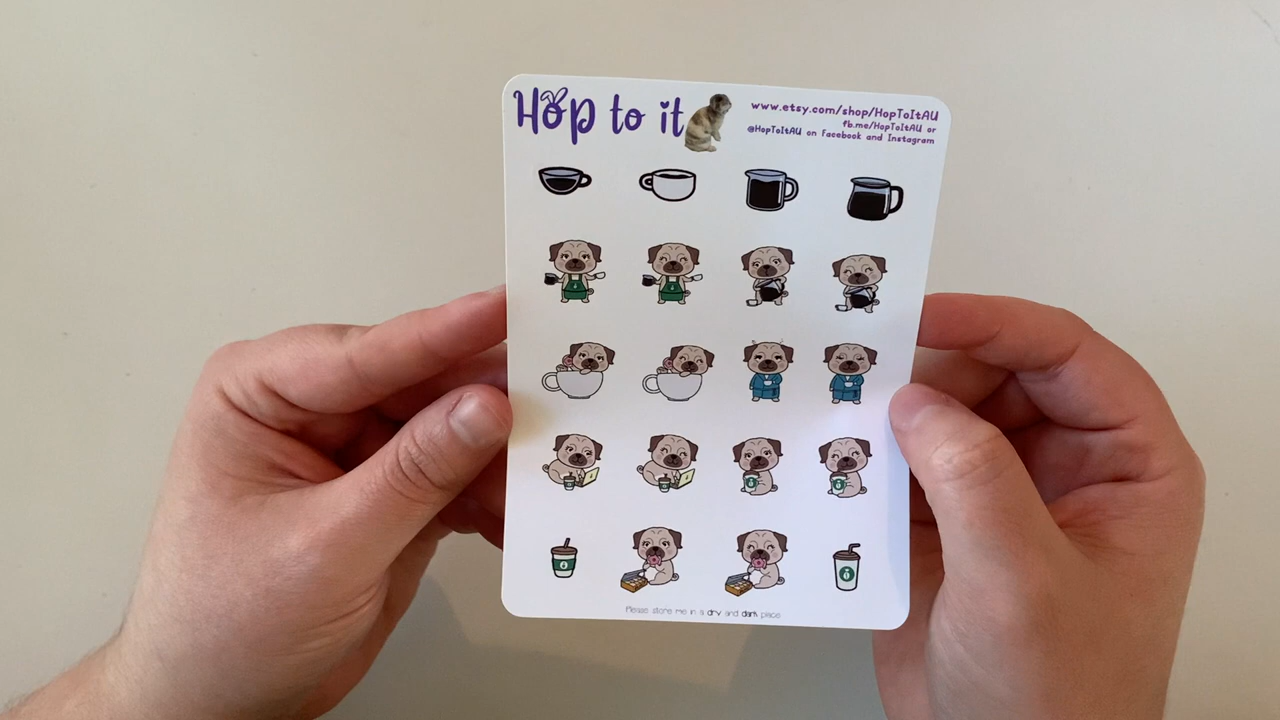 Hop to it
www.etsy.com/shop/HopToItAU
fb.me/HopToItAU or
@HopToItAU on Facebook and Instagram
Please store me in a dry and dark place